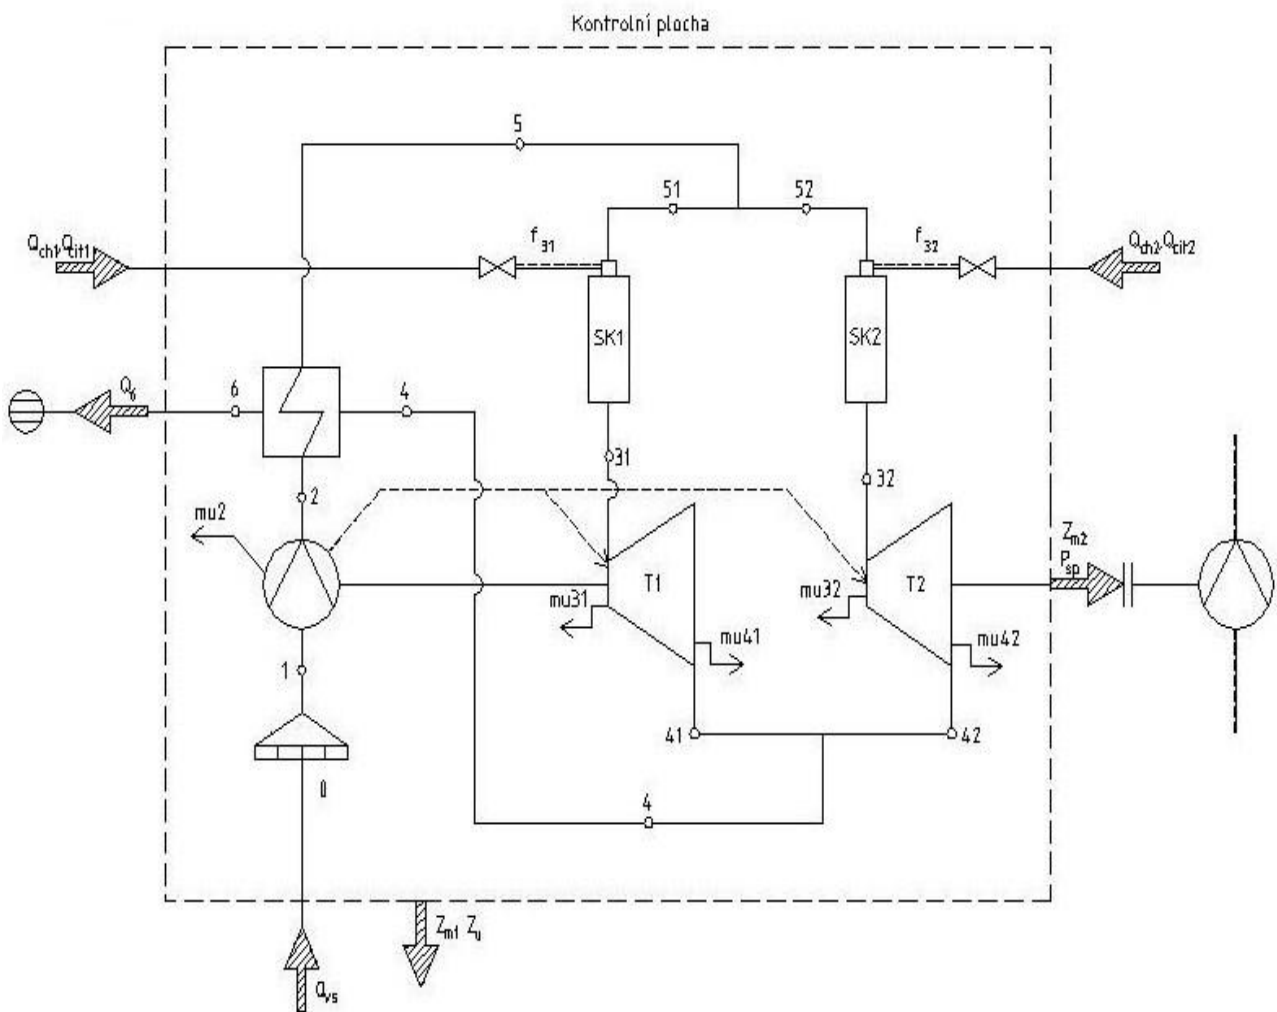 Kontrolní plocha
5
51
52
Qch1,Qcit1
f31
f32
Qch2,Qcit2
SK1
SK2
Q6
6
4
31
32
2
mu2
Zm2
Psp
T1
T2
mu31
mu32
mu41
mu42
1
41
42
0
4
Zm1 Zu
Qvs